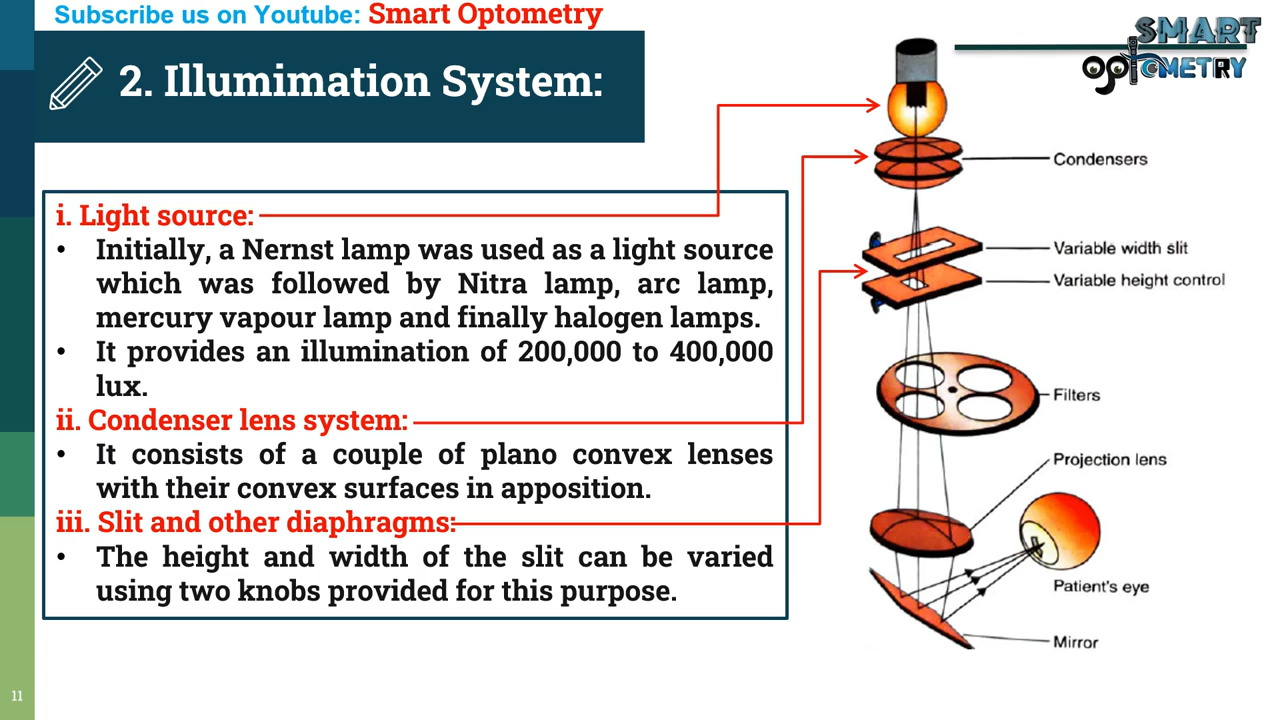 Subscribe us on Youtube: Smart Optometry
SMART
OPTOMETRY
2. Illumimation System:
i. Light source:
• Initially, a Nernst lamp was used as a light source
which was followed by Nitra lamp, arc lamp,
mercury vapour lamp and finally halogen lamps.
• It provides an illumination of 200,000 to 400,000
lux.
ii. Condenser lens system:
• It consists of a couple of plano convex lenses
with their convex surfaces in apposition.
iii. Slit and other diaphragms:
• The height and width of the slit can be varied
using two knobs provided for this purpose.
Condensers
Variable width slit
Variable height control
Filters
Projection lens
Patient's eye
Mirror
11